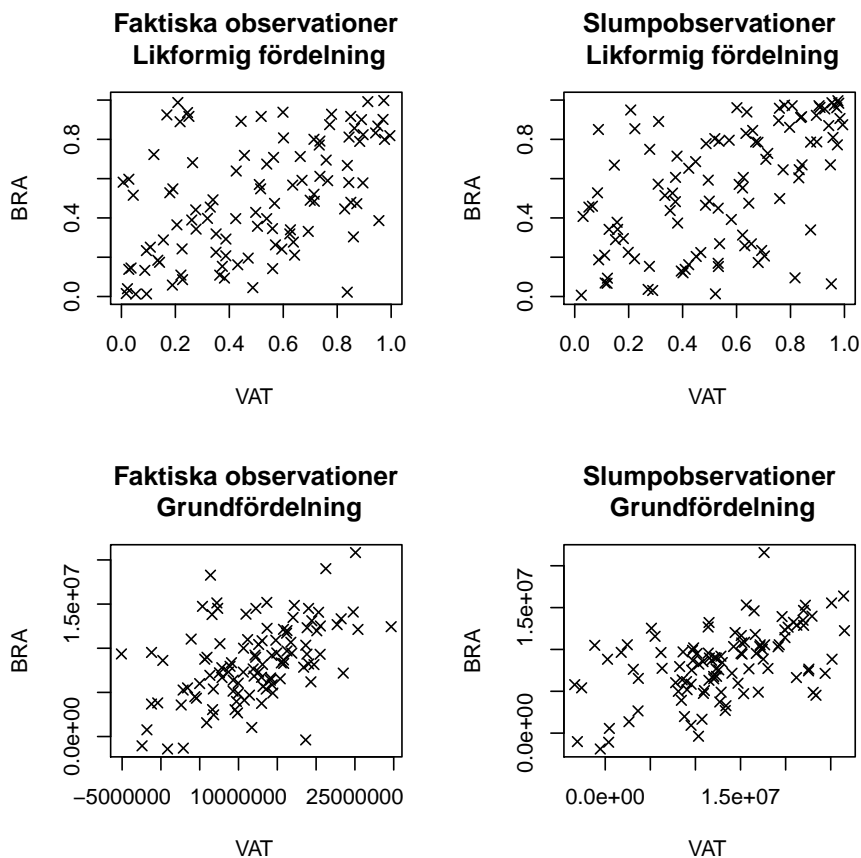 Faktiska observationer
Likformig fördelning
BRA
0.0 0.4 0.8
0.0 0.2 0.4 0.6 0.8 1.0
VAT
Slumpobservationer
Likformig fördelning
BRA
0.0 0.4 0.8
0.0 0.2 0.4 0.6 0.8 1.0
VAT
Faktiska observationer
Grundfördelning
BRA
0.0e+00 1.5e+07
−5000000 10000000 25000000
VAT
Slumpobservationer
Grundfördelning
BRA
0.0e+00 1.5e+07
0.0e+00 1.5e+07
VAT